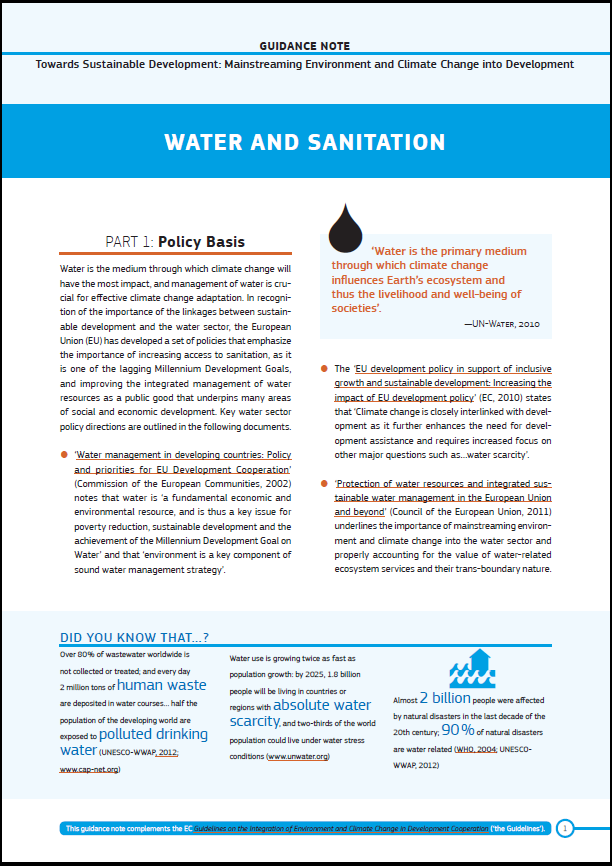 GUIDANCE NOTE
Towards Sustainable Development: Mainstreaming Environment and Climate Change into Development
WATER AND SANITATION
PART 1: Policy Basis
Water is the medium through which climate change will
have the most impact, and management of water is cru-
cial for effective climate change adaptation. In recogni-
tion of the importance of the linkages between sustain-
able development and the water sector, the European
Union (EU) has developed a set of policies that emphasize
the importance of increasing access to sanitation, as it
is one of the lagging Millennium Development Goals,
and improving the integrated management of water
resources as a public good that underpins many areas
of social and economic development. Key water sector
policy directions are outlined in the following documents.
• ‘Water management in developing countries: Policy
and priorities for EU Development Cooperation’
(Commission of the European Communities, 2002)
notes that water is ‘a fundamental economic and
environmental resource, and is thus a key issue for
poverty reduction, sustainable development and the
achievement of the Millennium Development Goal on
Water’ and that ‘environment is a key component of
sound water management strategy’.
‘Water is the primary medium
through which climate change
influences Earth’s ecosystem and
thus the livelihood and well-being of
societies’.
—UN-WATER, 2010
• The ‘EU development policy in support of inclusive
growth and sustainable development: Increasing the
impact of EU development policy’ (EC, 2010) states
that ‘Climate change is closely interlinked with devel-
opment as it further enhances the need for devel-
opment assistance and requires increased focus on
other major questions such as...water scarcity’.
• ‘Protection of water resources and integrated sus-
tainable water management in the European Union
and beyond’ (Council of the European Union, 2011)
underlines the importance of mainstreaming environ-
ment and climate change into the water sector and
properly accounting for the value of water-related
ecosystem services and their trans-boundary nature.
DID YOU KNOW THAT...?
Over 80% of wastewater worldwide is
not collected or treated; and every day
2 million tons of human waste
are deposited in water courses... half the
population of the developing world are
exposed to polluted drinking
water (UNESCO-WWAP, 2012;
www.cap-net.org)
Water use is growing twice as fast as
population growth: by 2025, 1.8 billion
people will be living in countries or
regions with absolute water
scarcity, and two-thirds of the world
population could live under water stress
conditions (www.unwater.org)
Almost 2 billion people were affected
by natural disasters in the last decade of the
20th century; 90% of natural disasters
are water related (WHO, 2004; UNESCO-
WWAP, 2012)
This guidance note complements the EC Guidelines on the Integration of Environment and Climate Change in Development Cooperation (‘the Guidelines’).
1